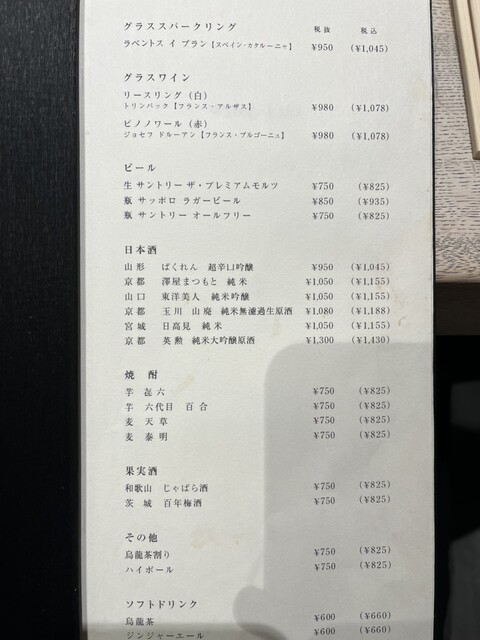 グラススパークリング 税抜 税込
ラベントス イ ブラン【スペイン・カタルーニャ】 ¥950 (¥1,045)
グラスワイン
リースリング（白）
トリンバック【フランス・アルザス】 ¥980 (¥1,078)
ピノノワール（赤）
ジョセフ ドルーアン【フランス・ブルゴーニュ】 ¥980 (¥1,078)
ビール
生 サントリー ザ・プレミアムモルツ ¥750 (¥825)
瓶 サッポロ ラガービール ¥850 (¥935)
瓶 サントリー オールフリー ¥750 (¥825)
日本酒
山形 ばくれん 超辛口吟醸 ¥950 (¥1,045)
京都 澤屋まつもと 純米 ¥1,050 (¥1,155)
山口 東洋美人 純米吟醸 ¥1,050 (¥1,155)
京都 玉川 山廃 純米無濾過生原酒 ¥1,080 (¥1,188)
宮城 日高見 純米 ¥1,050 (¥1,155)
京都 英勲 純米大吟醸原酒 ¥1,300 (¥1,430)
焼酎
芋 㐂六 ¥750 (¥825)
芋 六代目 百合 ¥750 (¥825)
麦 天草 ¥750 (¥825)
麦 泰明 ¥750 (¥825)
果実酒
和歌山 じゃばら酒 ¥750 (¥825)
茨城 百年梅酒 ¥750 (¥825)
その他
烏龍茶割り ¥750 (¥825)
ハイボール ¥750 (¥825)
ソフトドリンク
烏龍茶 ¥600 (¥660)
ジンジャーエール ¥600 (¥660)